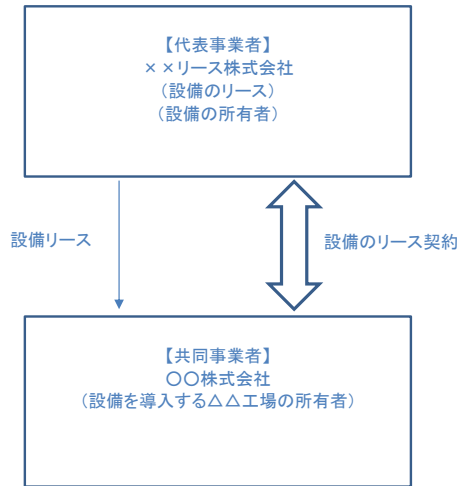 【代表事業者】
××リース株式会社
（設備のリース）
（設備の所有者）
設備リース
設備のリース契約
【共同事業者】
〇〇株式会社
（設備を導入する△△工場の所有者）